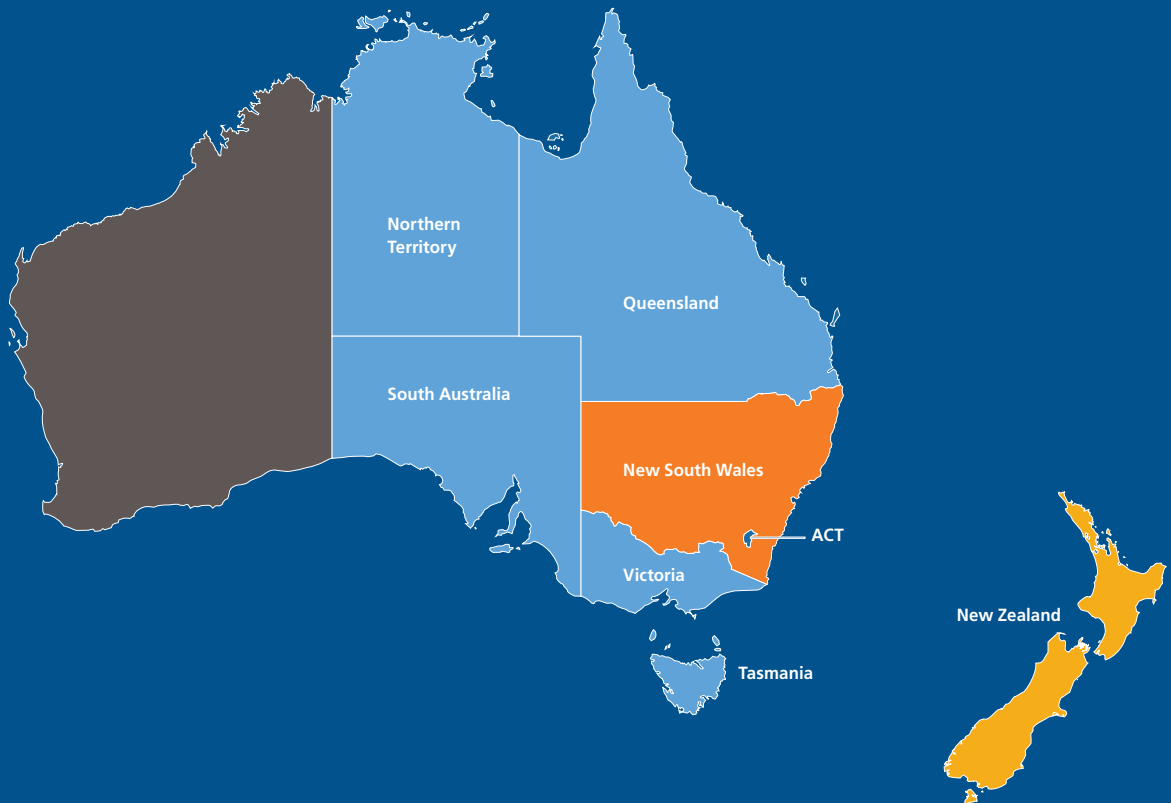 Northern
Territory
Queensland
South Australia
New South Wales
ACT
Victoria
New Zealand
Tasmania